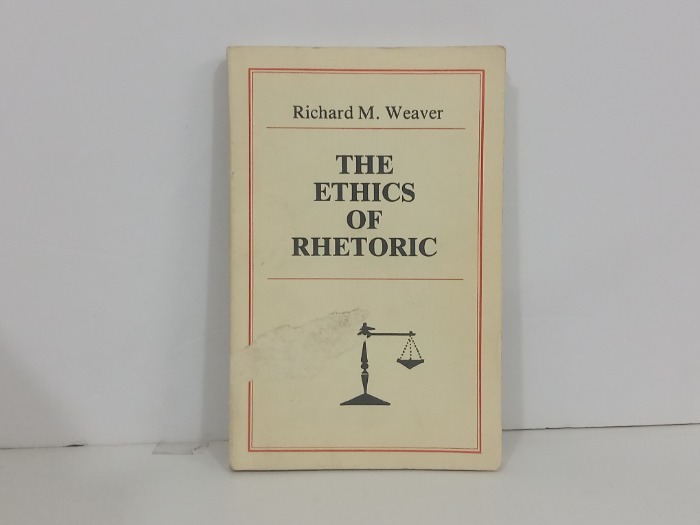 Richard M. Weaver
THE
ETHICS
OF
RHETORIC